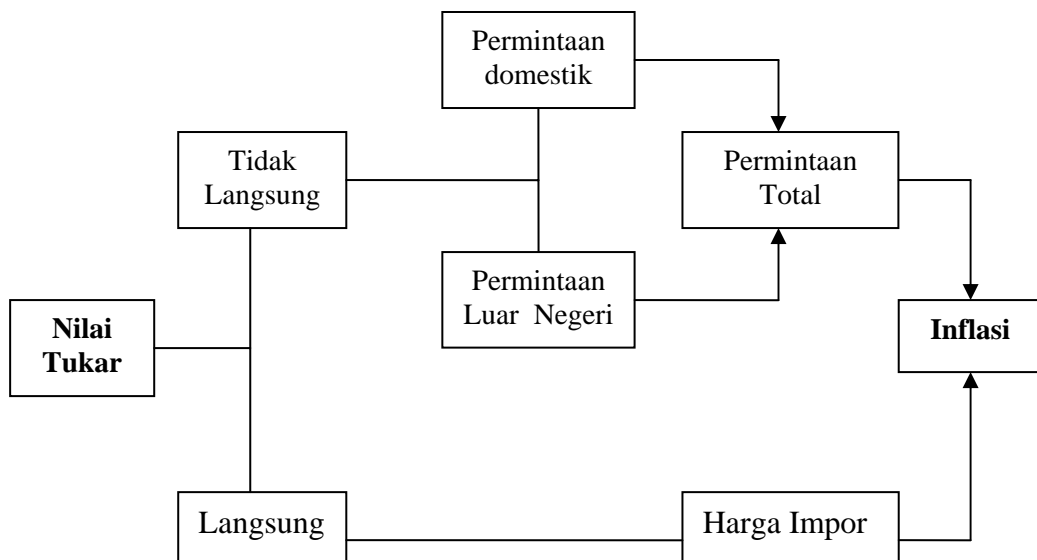 Permintaan
domestik
Tidak
Langsung
Permintaan
Total
Permintaan
Luar Negeri
Nilai
Tukar
Inflasi
Langsung
Harga Impor